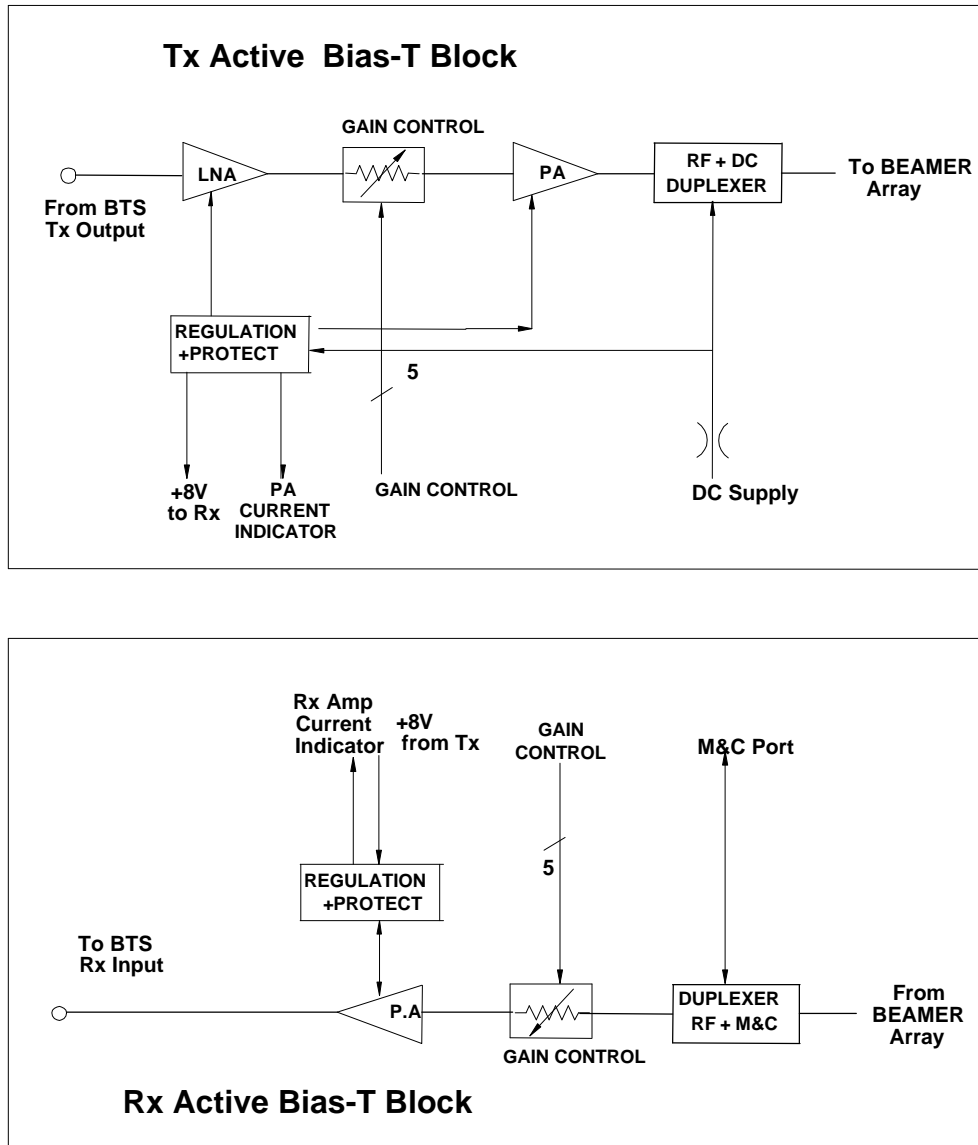 Tx Active Bias-T Block
GAIN CONTROL
LNA
PA
RF + DC
DUPLEXER
To BEAMER
Array
From BTS
Tx Output
REGULATION
+PROTECT
5
+8V
to Rx
PA
CURRENT
INDICATOR
GAIN CONTROL
DC Supply
Rx Amp
Current
Indicator
+8V
from Tx
GAIN
CONTROL
M&C Port
5
REGULATION
+PROTECT
To BTS
Rx Input
P.A
GAIN CONTROL
DUPLEXER
RF + M&C
From
BEAMER
Array
Rx Active Bias-T Block